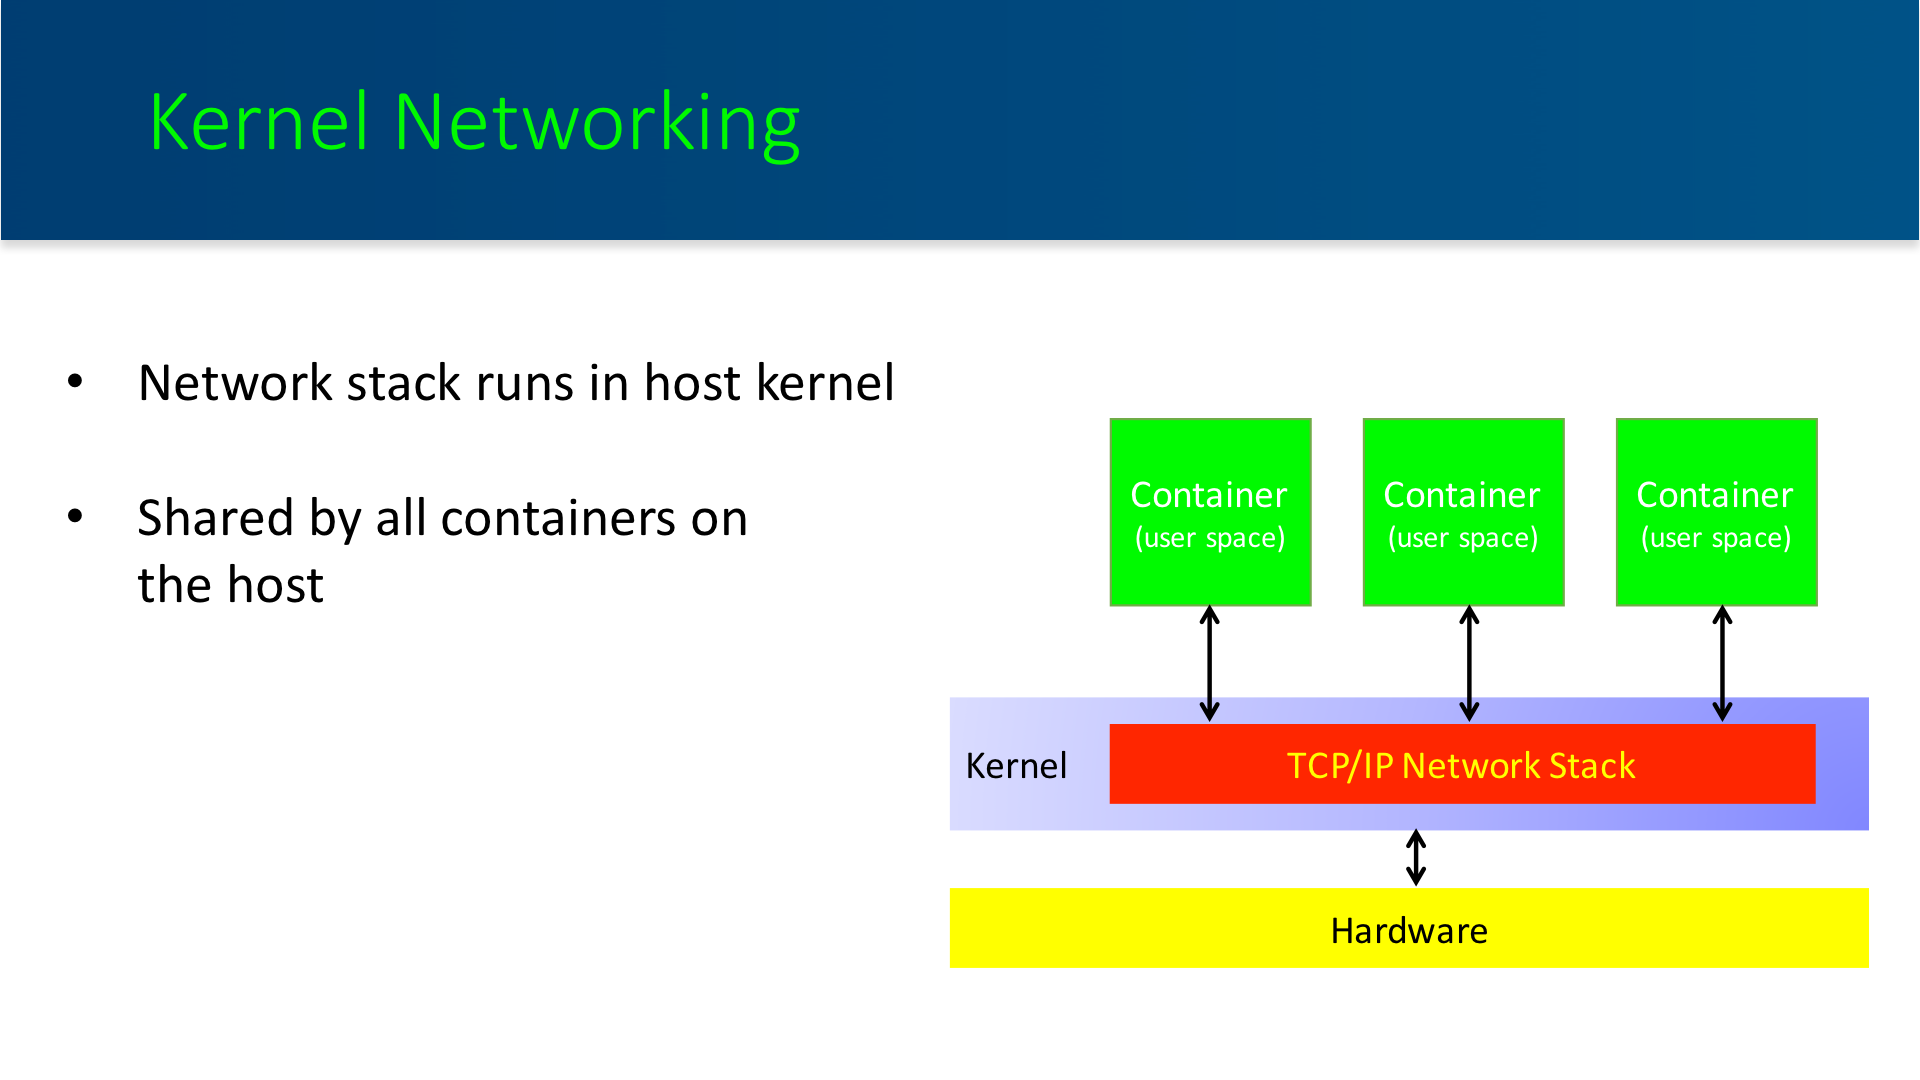 Kernel Networking
• Network stack runs in host kernel
• Shared by all containers on
the host
Container
(user space)
Container
(user space)
Container
(user space)
Kernel
TCP/IP Network Stack
Hardware